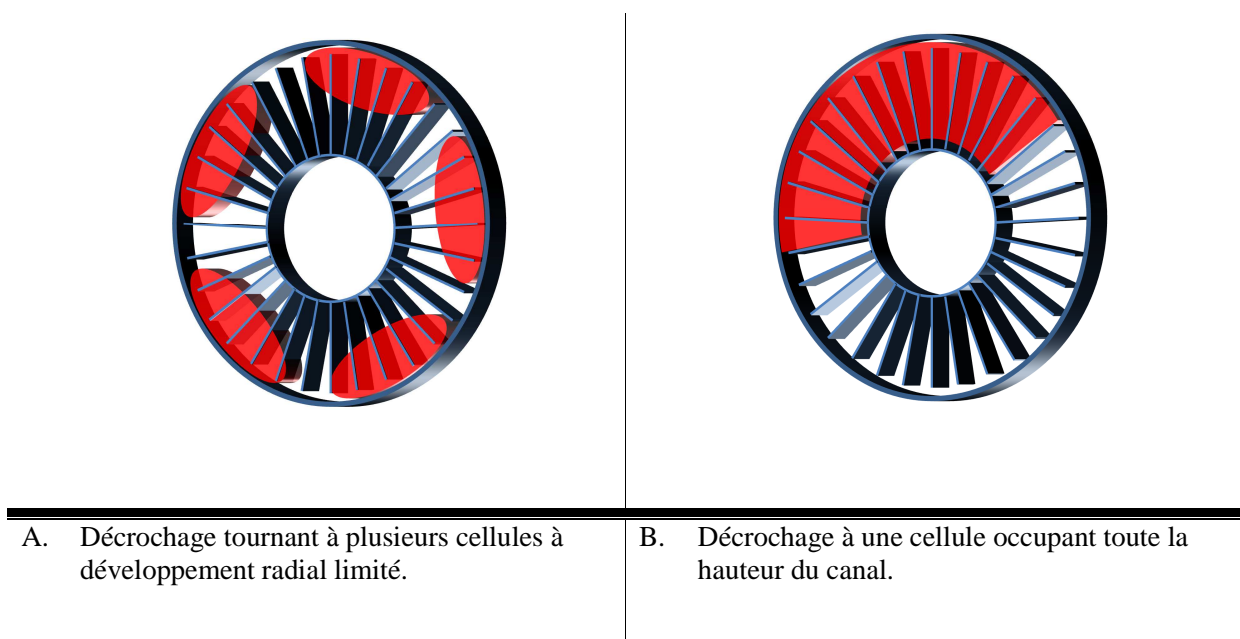 A. Décrochage tournant à plusieurs cellules à
développement radial limité.
B. Décrochage à une cellule occupant toute la
hauteur du canal.